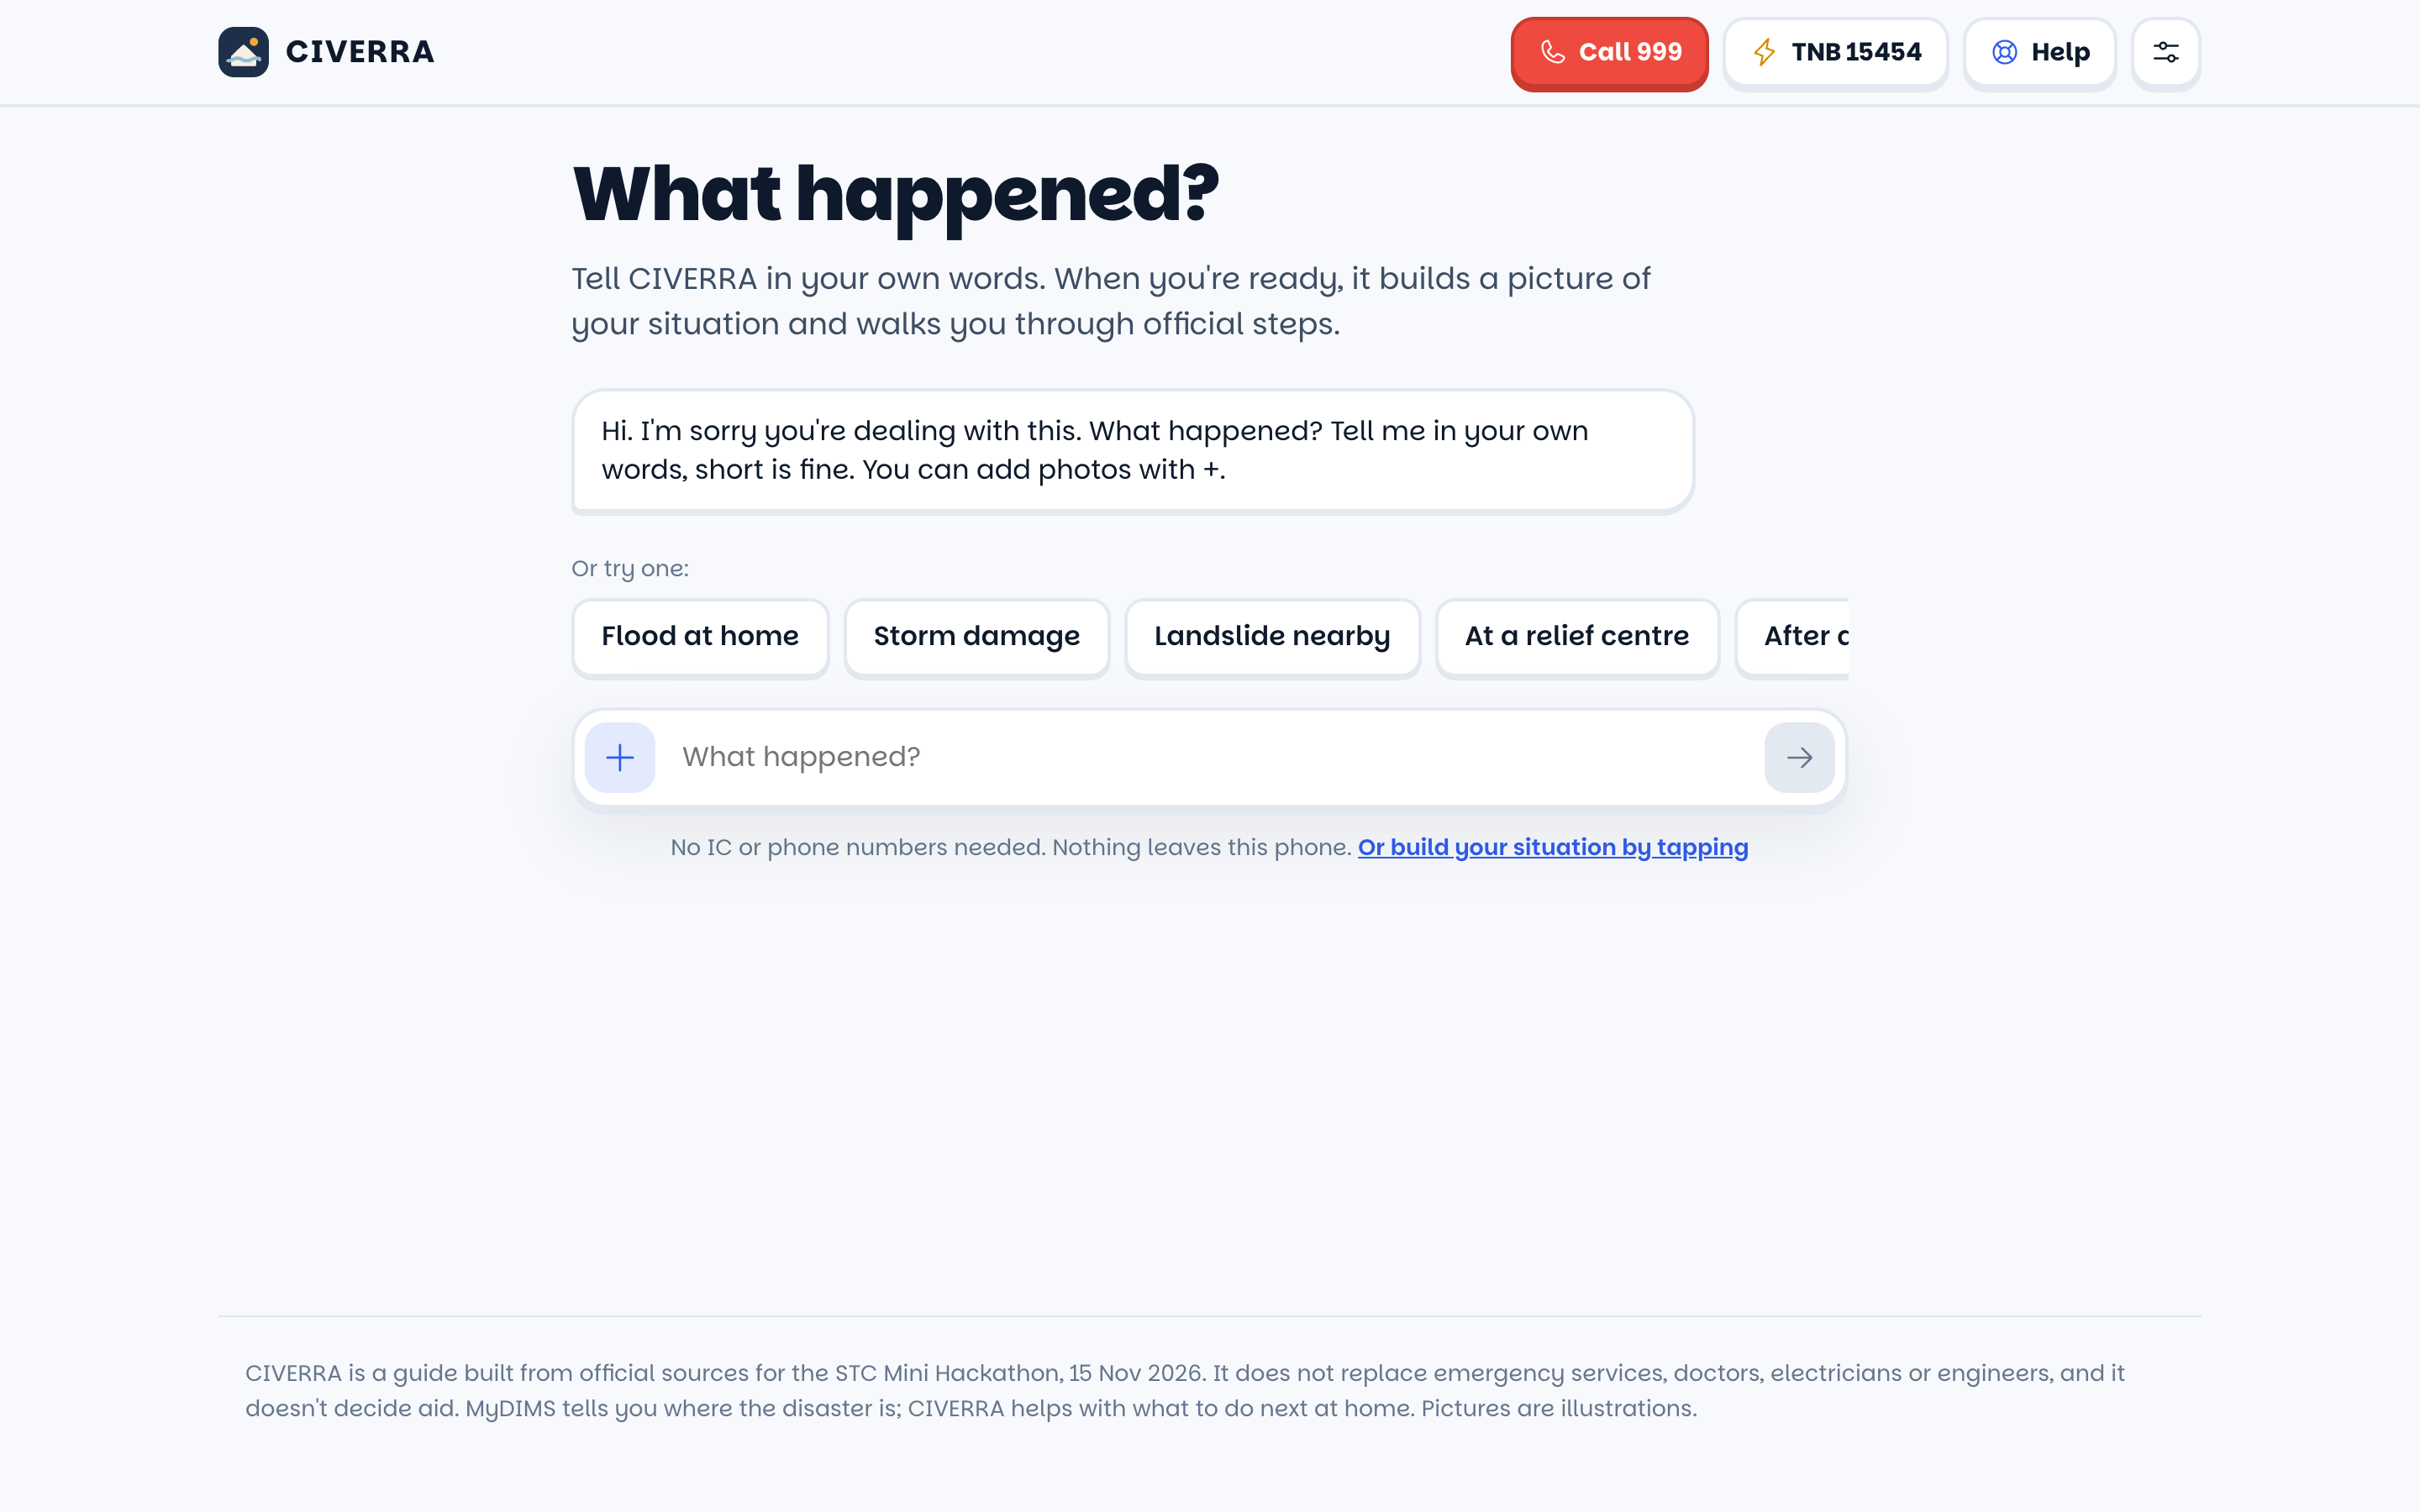 CIVERRA
Call 999
TNB 15454
Help
What happened?
Tell CIVERRA in your own words. When you're ready, it builds a picture of
your situation and walks you through official steps.
Hi. I'm sorry you're dealing with this. What happened? Tell me in your own
words, short is fine. You can add photos with +.
Or try one:
Flood at home
Storm damage
Landslide nearby
At a relief centre
After
What happened?
No IC or phone numbers needed. Nothing leaves this phone. Or build your situation by tapping
CIVERRA is a guide built from official sources for the STC Mini Hackathon, 15 Nov 2026. It does not replace emergency services, doctors, electricians or engineers, and it
doesn't decide aid. MyDIMS tells you where the disaster is; CIVERRA helps with what to do next at home. Pictures are illustrations.